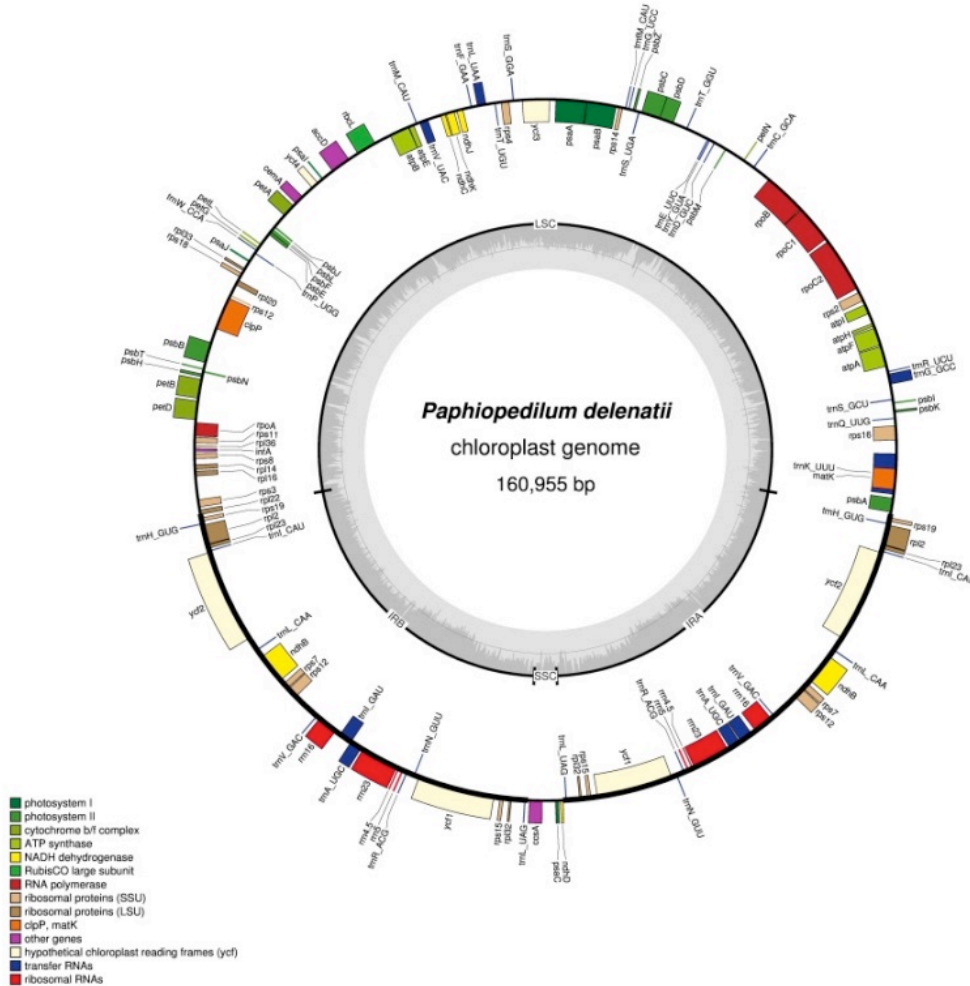 Paphiopedilum delenatii
chloroplast genome
160,955 bp
LSC
IRA
SSC
IRB
trnL_UAA
trnF_GAA
trnS_GGA
trnfM_CAU
trnG_UCC
psbZ
psbC
psbD
trnT_GGU
petN
trnC_GCA
trnM_CAU
rbcL
accD
psaI
ycf4
cemA
petA
petL
petG
trnW_CCA
psaJ
rpl33
rps18
psbB
psbT
psbH
petB
petD
atpB
atpE
trnV_UAC
ndhC
ndhK
ndhJ
trnT_UGU
rps4
ycf3
psaA
psaB
rps14
trnS_UGA
trnE_UUC
trnY_GUA
trnD_GUC
psbM
rpoB
rpoC1
rpoC2
rps2
atpI
atpH
atpF
atpA
trnR_UCU
trnG_GCC
trnS_GCU
psbI
psbK
trnQ_UUG
rps16
trnK_UUU
matK
psbA
trnH_GUG
rps19
rpl2
rpl23
trnI_CAU
ycf2
trnL_CAA
ndhB
rps7
rps12
trnV_GAC
rrn16
trnI_GAU
trnA_UGC
rrn23
rrn4.5
rrn5
trnR_ACG
trnN_GUU
ycf1
rps15
rpl32
trnL_UAG
ndhD
psaC
ccsA
trnL_UAG
rpl32
rps15
ycf1
trnN_GUU
trnR_ACG
rrn5
rrn4.5
rrn23
trnA_UGC
trnI_GAU
rrn16
trnV_GAC
rps12
rps7
ndhB
trnL_CAA
ycf2
trnI_CAU
rpl23
rpl2
trnH_GUG
rps19
rpl22
rps3
rpl16
rpl14
rps8
infA
rpl36
rps11
rpoA
psbN
clpP
rps12
rpl20
trnP_UGG
psbE
psbF
psbL
psbJ
photosystem I
photosystem II
cytochrome b/f complex
ATP synthase
NADH dehydrogenase
RubisCO large subunit
RNA polymerase
ribosomal proteins (SSU)
ribosomal proteins (LSU)
clpP, matK
other genes
hypothetical chloroplast reading frames (ycf)
transfer RNAs
ribosomal RNAs